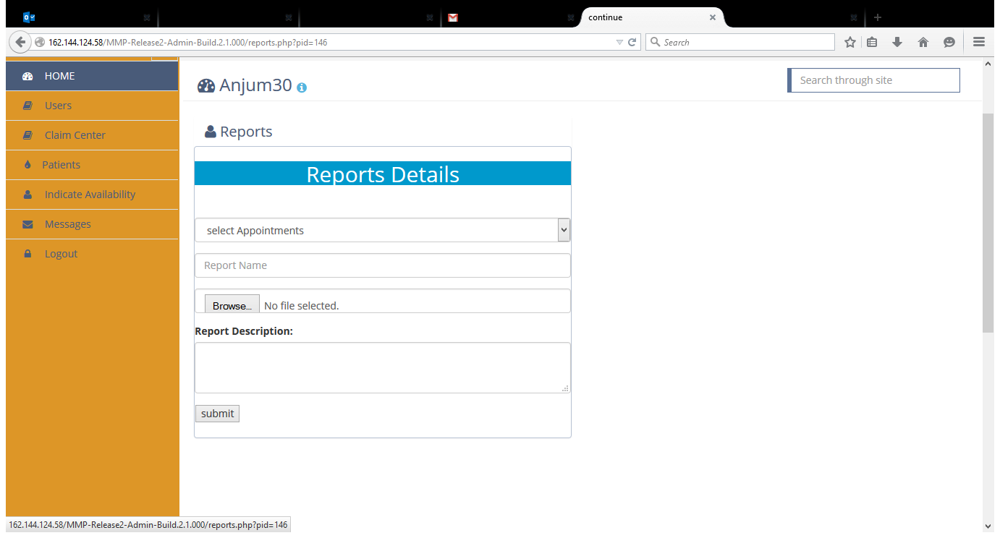 continue
162.144.124.58/MMP-Release2-Admin-Build.2.1.000/reports.php?pid=146
Search
HOME
Users
Claim Center
Patients
Indicate Availability
Messages
Logout
Anjum30
Search through site
Reports
Reports Details
select Appointments
Report Name
Browse... No file selected.
Report Description:
submit
162.144.124.58/MMP-Release2-Admin-Build.2.1.000/reports.php?pid=146